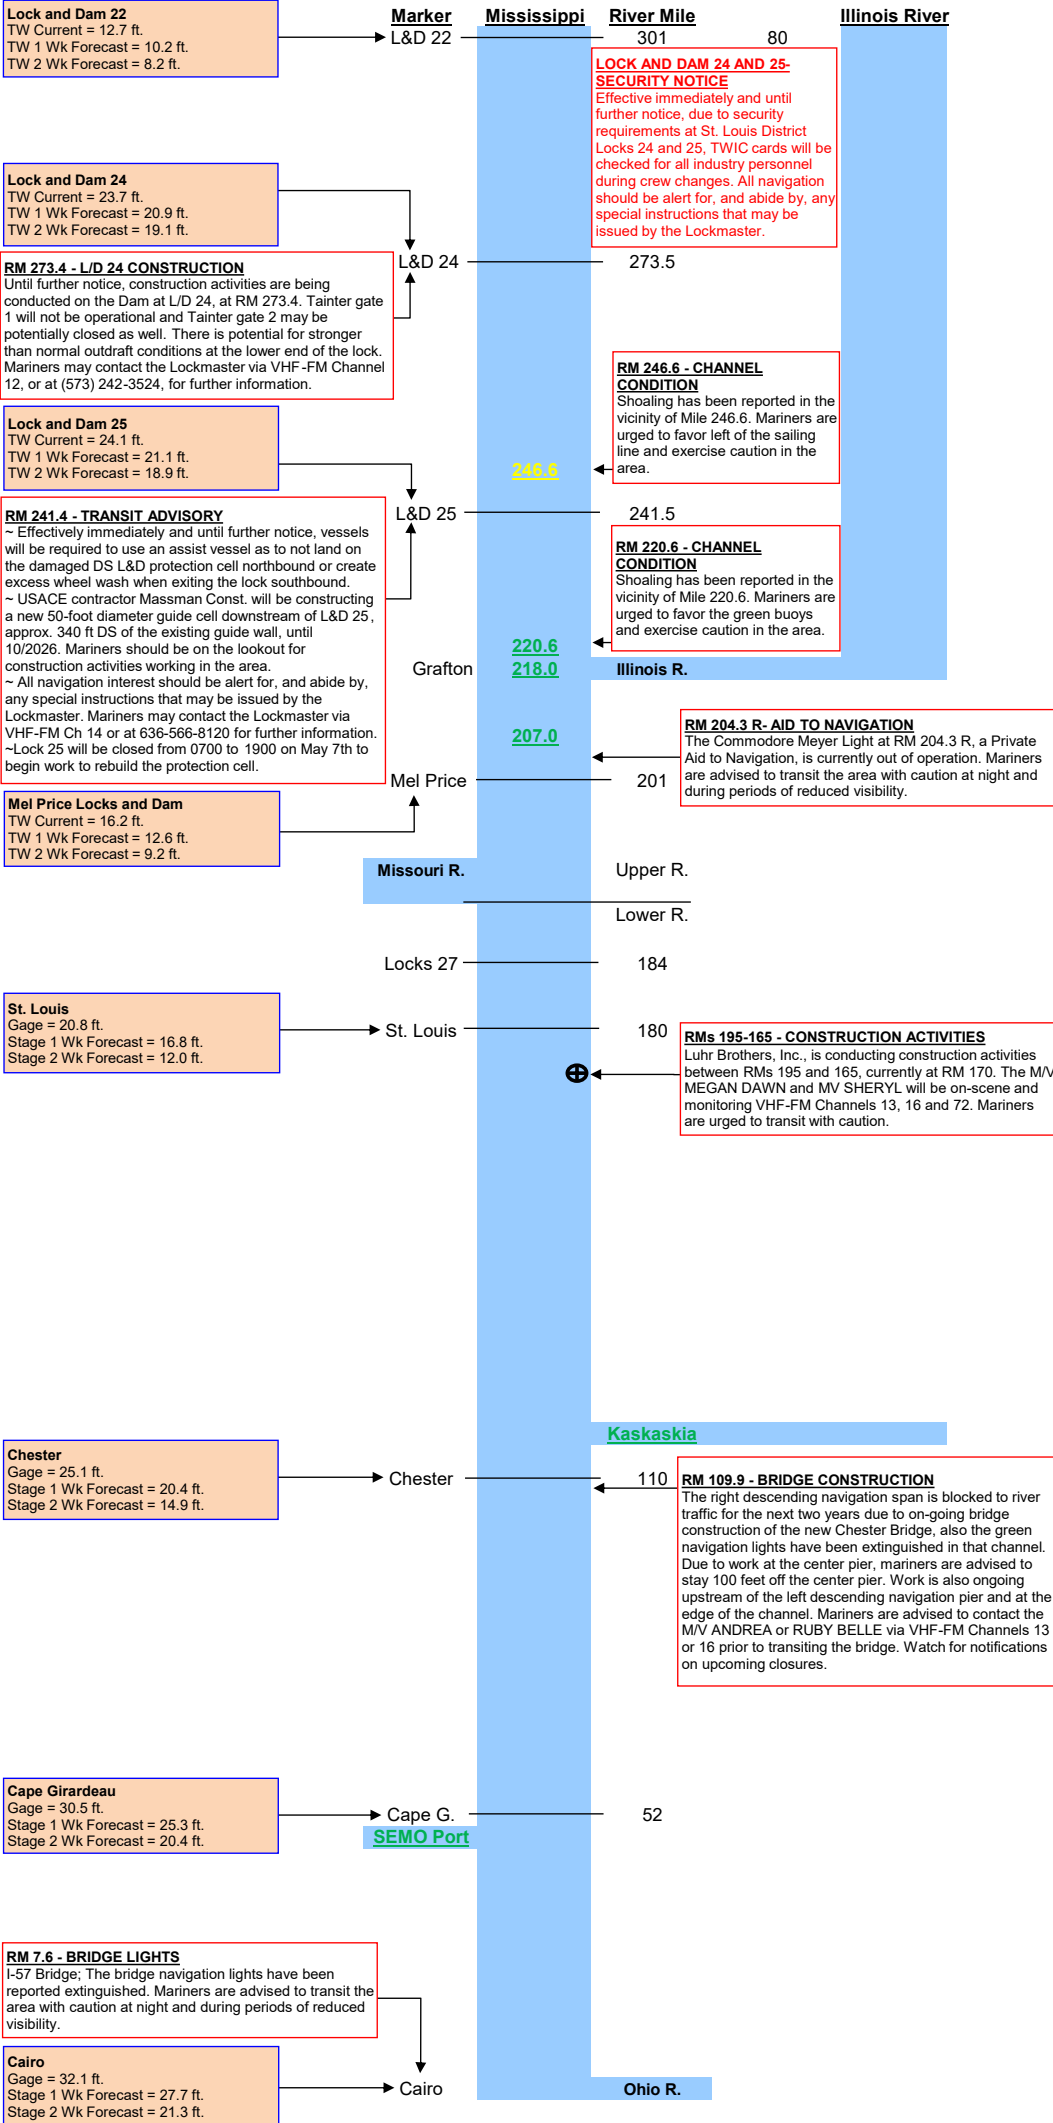 Marker Mississippi River Mile Illinois River
Lock and Dam 22
TW Current = 12.7 ft.
TW 1 Wk Forecast = 10.2 ft.
TW 2 Wk Forecast = 8.2 ft.
L&D 22 301 80
LOCK AND DAM 24 AND 25-
SECURITY NOTICE
Effective immediately and until
further notice, due to security
requirements at St. Louis District
Locks 24 and 25, TWIC cards will be
checked for all industry personnel
during crew changes. All navigation
should be alert for, and abide by, any
special instructions that may be
issued by the Lockmaster.
Lock and Dam 24
TW Current = 23.7 ft.
TW 1 Wk Forecast = 20.9 ft.
TW 2 Wk Forecast = 19.1 ft.
L&D 24 273.5
RM 273.4 - L/D 24 CONSTRUCTION
Until further notice, construction activities are being
conducted on the Dam at L/D 24, at RM 273.4. Tainter gate
1 will not be operational and Tainter gate 2 may be
potentially closed as well. There is potential for stronger
than normal outdraft conditions at the lower end of the lock.
Mariners may contact the Lockmaster via VHF-FM Channel
12, or at (573) 242-3524, for further information.
RM 246.6 - CHANNEL
CONDITION
Shoaling has been reported in the
vicinity of Mile 246.6. Mariners are
urged to favor left of the sailing
line and exercise caution in the
area.
Lock and Dam 25
TW Current = 24.1 ft.
TW 1 Wk Forecast = 21.1 ft.
TW 2 Wk Forecast = 18.9 ft.
246.6
L&D 25 241.5
RM 241.4 - TRANSIT ADVISORY
~ Effectively immediately and until further notice, vessels
will be required to use an assist vessel as to not land on
the damaged DS L&D protection cell northbound or create
excess wheel wash when exiting the lock southbound.
~ USACE contractor Massman Const. will be constructing
a new 50-foot diameter guide cell downstream of L&D 25,
approx. 340 ft DS of the existing guide wall, until
10/2026. Mariners should be on the lookout for
construction activities working in the area.
~ All navigation interest should be alert for, and abide by,
any special instructions that may be issued by the
Lockmaster. Mariners may contact the Lockmaster via
VHF-FM Ch 14 or at 636-566-8120 for further information.
~Lock 25 will be closed from 0700 to 1900 on May 7th to
begin work to rebuild the protection cell.
RM 220.6 - CHANNEL
CONDITION
Shoaling has been reported in the
vicinity of Mile 220.6. Mariners are
urged to favor the green buoys
and exercise caution in the area.
220.6
Grafton 218.0 Illinois R.
207.0
RM 204.3 R- AID TO NAVIGATION
The Commodore Meyer Light at RM 204.3 R, a Private
Aid to Navigation, is currently out of operation. Mariners
are advised to transit the area with caution at night and
during periods of reduced visibility.
Mel Price 201
Mel Price Locks and Dam
TW Current = 16.2 ft.
TW 1 Wk Forecast = 12.6 ft.
TW 2 Wk Forecast = 9.2 ft.
Missouri R. Upper R.
Lower R.
Locks 27 184
St. Louis
Gage = 20.8 ft.
Stage 1 Wk Forecast = 16.8 ft.
Stage 2 Wk Forecast = 12.0 ft.
St. Louis 180
RMs 195-165 - CONSTRUCTION ACTIVITIES
Luhr Brothers, Inc., is conducting construction activities
between RMs 195 and 165, currently at RM 170. The M/V
MEGAN DAWN and MV SHERYL will be on-scene and
monitoring VHF-FM Channels 13, 16 and 72. Mariners
are urged to transit with caution.
Kaskaskia
Chester
Gage = 25.1 ft.
Stage 1 Wk Forecast = 20.4 ft.
Stage 2 Wk Forecast = 14.9 ft.
Chester 110
RM 109.9 - BRIDGE CONSTRUCTION
The right descending navigation span is blocked to river
traffic for the next two years due to on-going bridge
construction of the new Chester Bridge, also the green
navigation lights have been extinguished in that channel.
Due to work at the center pier, mariners are advised to
stay 100 feet off the center pier. Work is also ongoing
upstream of the left descending navigation pier and at the
edge of the channel. Mariners are advised to contact the
M/V ANDREA or RUBY BELLE via VHF-FM Channels 13
or 16 prior to transiting the bridge. Watch for notifications
on upcoming closures.
Cape Girardeau
Gage = 30.5 ft.
Stage 1 Wk Forecast = 25.3 ft.
Stage 2 Wk Forecast = 20.4 ft.
Cape G. 52
SEMO Port
RM 7.6 - BRIDGE LIGHTS
I-57 Bridge; The bridge navigation lights have been
reported extinguished. Mariners are advised to transit the
area with caution at night and during periods of reduced
visibility.
Cairo
Gage = 32.1 ft.
Stage 1 Wk Forecast = 27.7 ft.
Stage 2 Wk Forecast = 21.3 ft.
Cairo Ohio R.